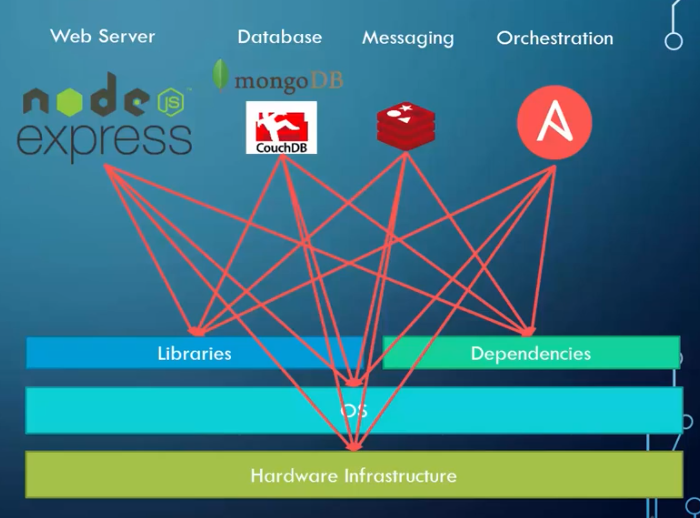 Web Server
Database
Messaging
Orchestration
mongoDB
node
JS
express
CouchDB
Libraries
Dependencies
OS
Hardware Infrastructure